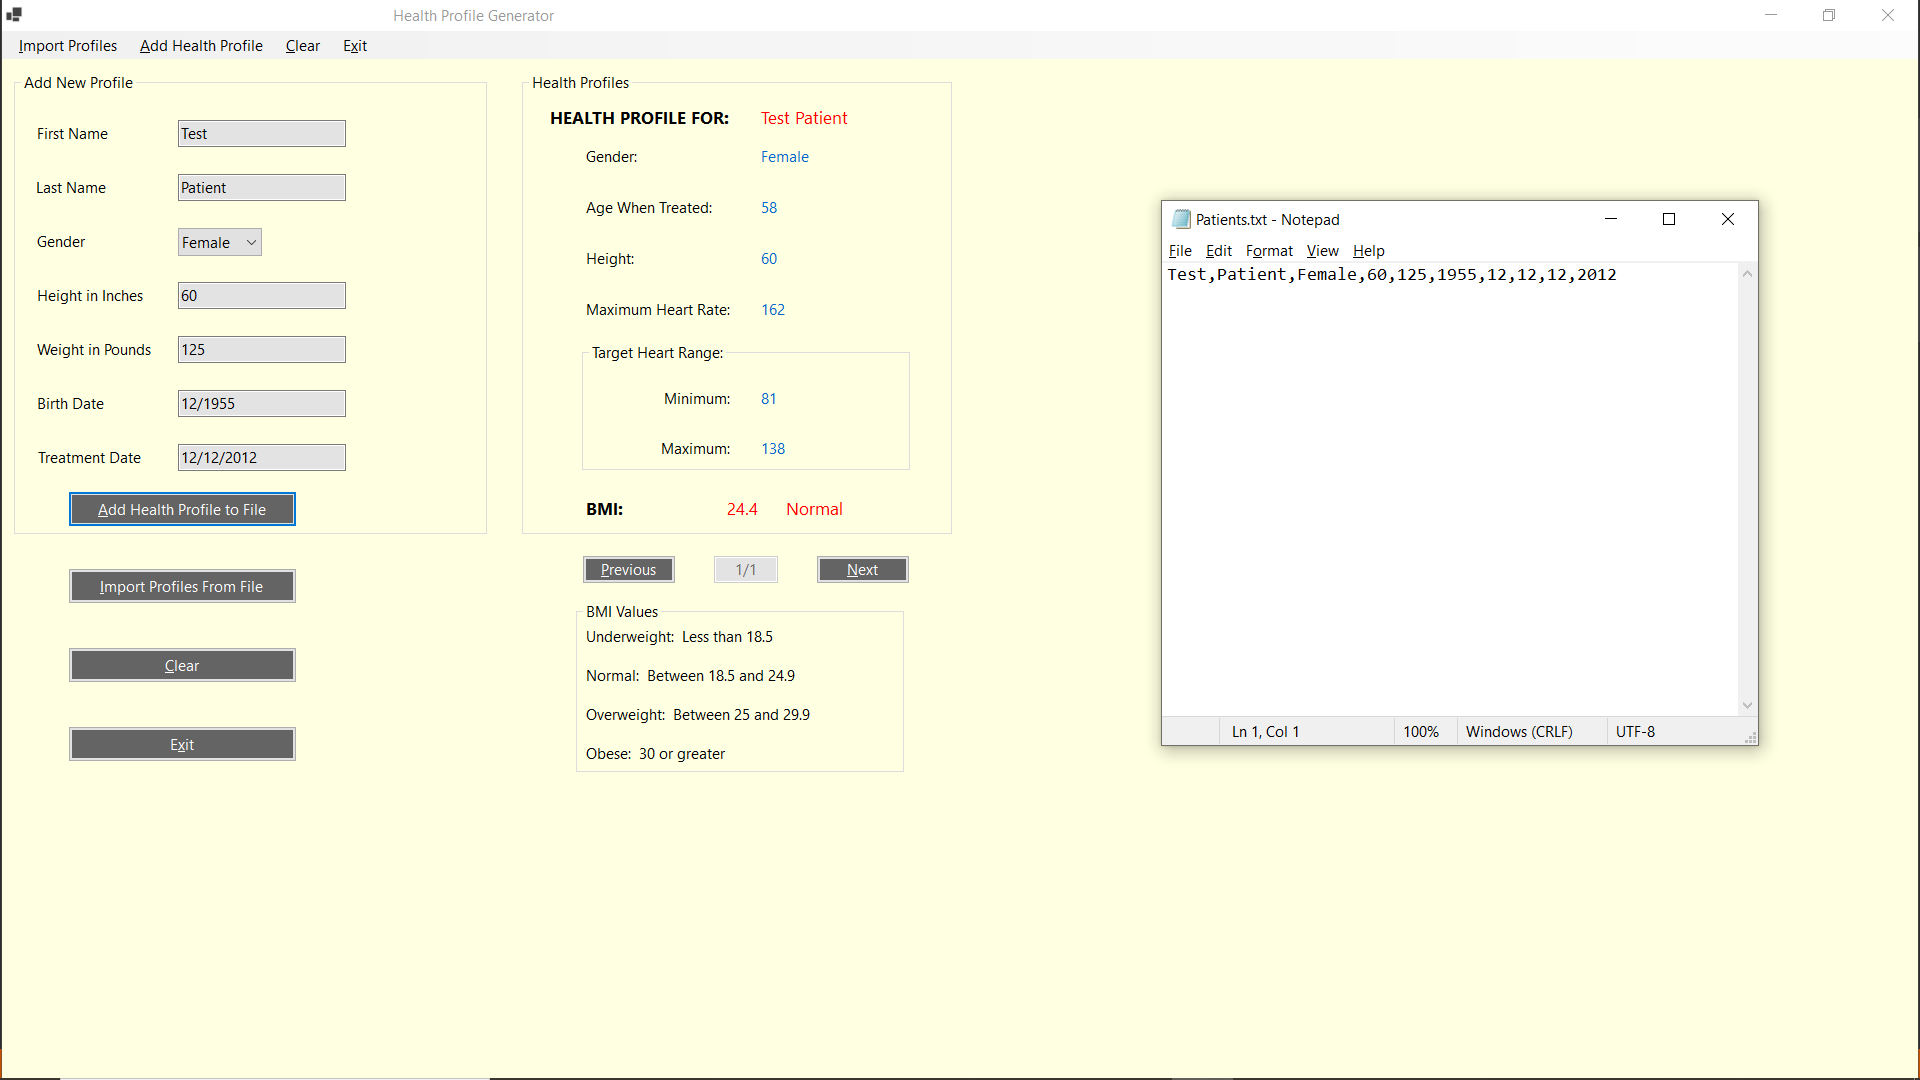 Health Profile Generator
Import Profiles Add Health Profile Clear Exit
Add New Profile
First Name Test
Last Name Patient
Gender Female
Height in Inches 60
Weight in Pounds 125
Birth Date 12/1955
Treatment Date 12/12/2012
Add Health Profile to File
Import Profiles From File
Clear
Exit
Health Profiles
HEALTH PROFILE FOR: Test Patient
Gender: Female
Age When Treated: 58
Height: 60
Maximum Heart Rate: 162
Target Heart Range:
Minimum: 81
Maximum: 138
BMI: 24.4 Normal
Previous 1/1 Next
BMI Values
Underweight: Less than 18.5
Normal: Between 18.5 and 24.9
Overweight: Between 25 and 29.9
Obese: 30 or greater
Patients.txt - Notepad
File Edit Format View Help
Test,Patient,Female,60,125,1955,12,12,12,2012
Ln 1, Col 1 100% Windows (CRLF) UTF-8